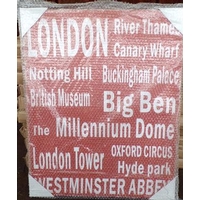 LONDON
River Thames
Canary Wharf
Notting Hill
Buckingham Palace
British Museum
Big Ben
The Millennium Dome
London Tower
OXFORD CIRCUS
Hyde park
WESTMINSTER ABBEY